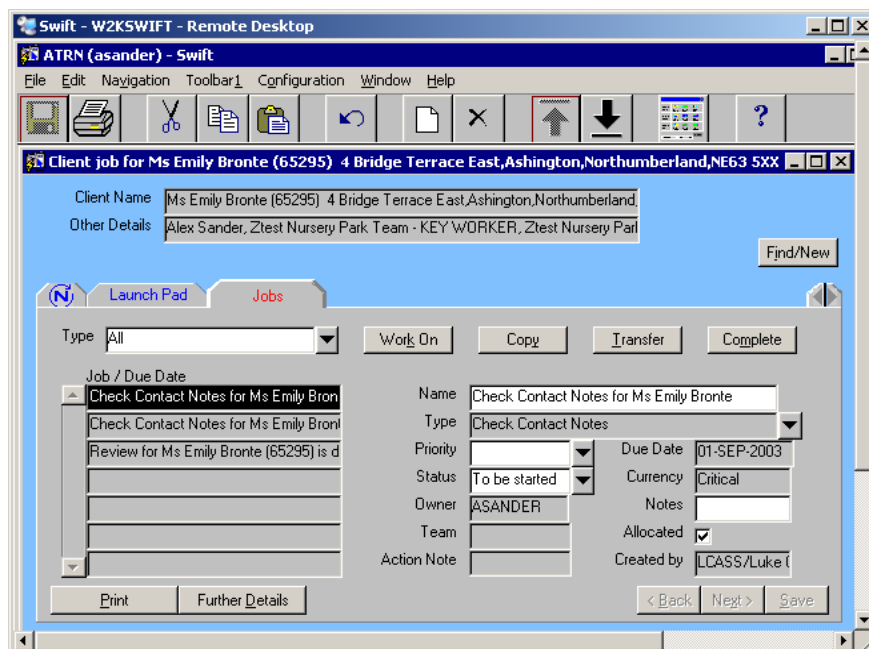 Swift - W2KSWIFT - Remote Desktop
ATRN (asander) - Swift
File Edit Navigation Toolbar1 Configuration Window Help
?
Client job for Ms Emily Bronte (65295) 4 Bridge Terrace East,Ashington,Northumberland,NE63 5XX
Client Name Ms Emily Bronte (65295) 4 Bridge Terrace East,Ashington,Northumberland,
Other Details Alex Sander, Ztest Nursery Park Team - KEY WORKER, Ztest Nursery Parl
Find/New
N Launch Pad Jobs
Type All Work On Copy Transfer Complete
Job / Due Date
Check Contact Notes for Ms Emily Bron Name Check Contact Notes for Ms Emily Bronte
Check Contact Notes for Ms Emily Bront Type Check Contact Notes
Review for Ms Emily Bronte (65295) is d Priority Due Date 01-SEP-2003
Status To be started Currency Critical
Owner ASANDER Notes
Team Allocated
Action Note Created by LCASS/Luke (
Print Further Details < Back Next > Save